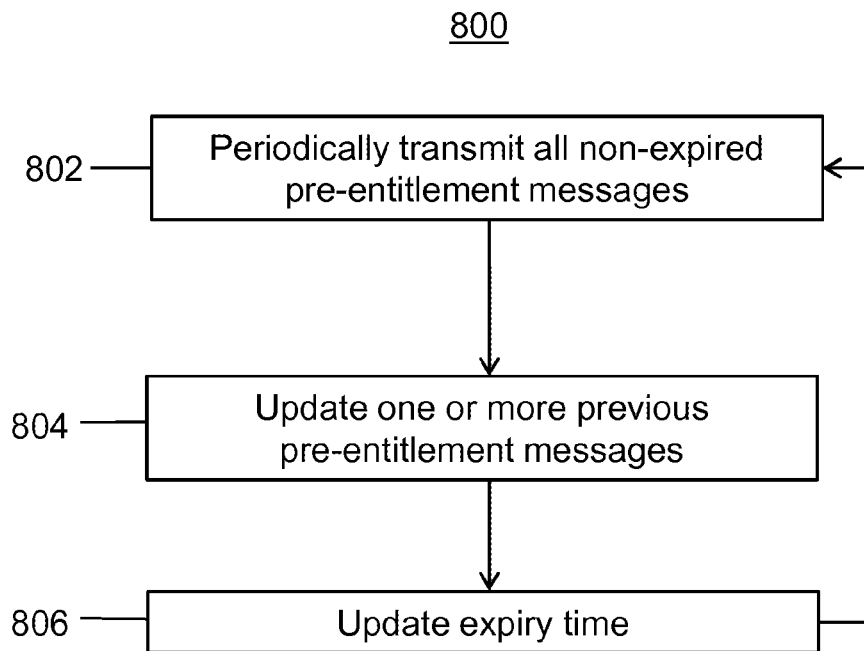 800
802
Periodically transmit all non-expired
pre-entitlement messages
804
Update one or more previous
pre-entitlement messages
806
Update expiry time